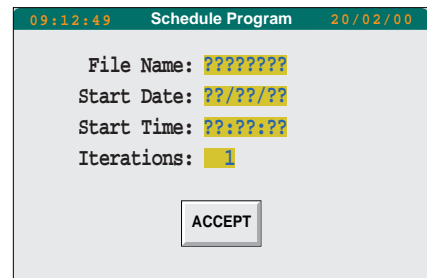 09:12:49 Schedule Program 20/02/00
File Name: ????????
Start Date: ??/??/??
Start Time: ??:??:??
Iterations: 1
ACCEPT